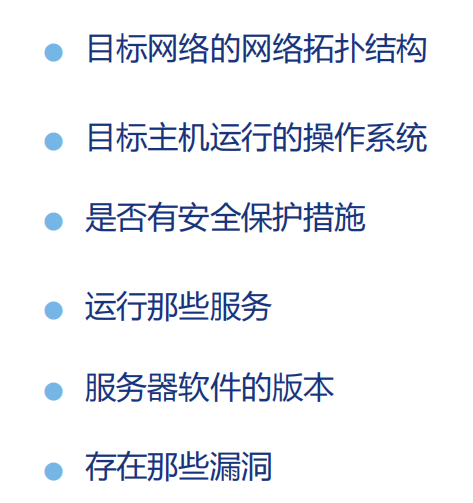 目标网络的网络拓扑结构
目标主机运行的操作系统
是否有安全保护措施
运行那些服务
服务器软件的版本
存在那些漏洞